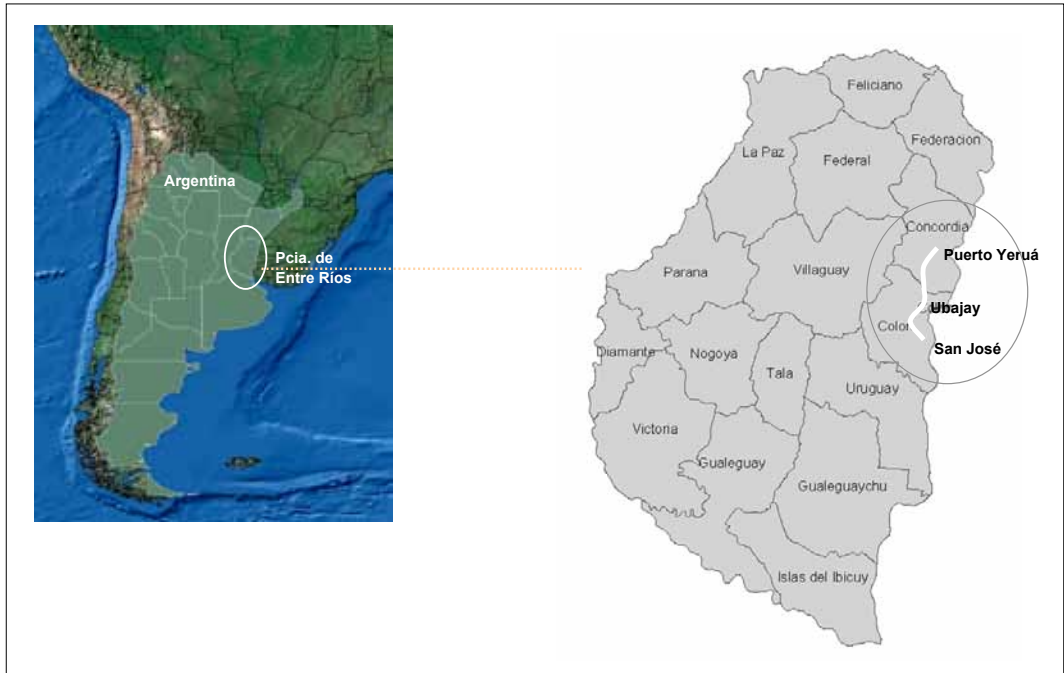 Argentina
Pcia. de
Entre Ríos
Feliciano
Federacion
La Paz
Federal
Concordia
Puerto Yeruá
Parana
Villaguay
Ubajay
Colon
San José
Diamante
Nogoya
Tala
Uruguay
Victoria
Gualeguay
Gualeguaychu
Islas del Ibicuy